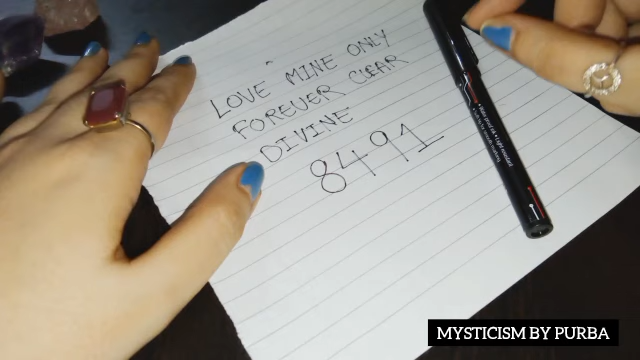 LOVE MINE ONLY
FOREVER CLEAR
DIVINE
8491
MYSTICISM BY PURBA